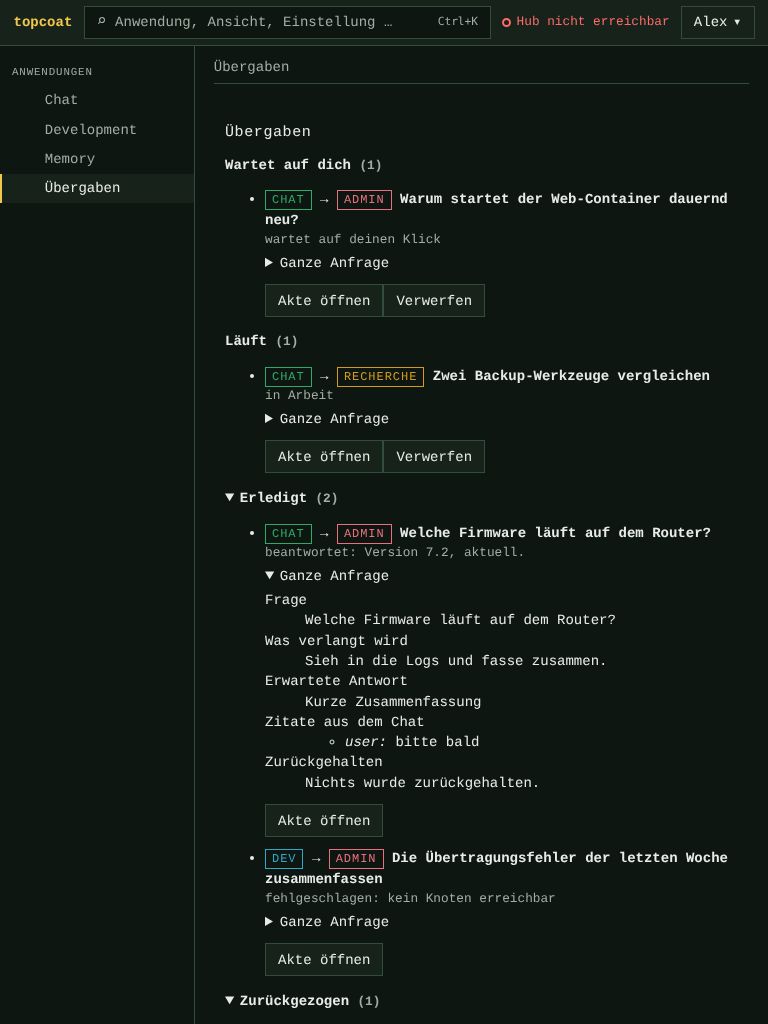 topcoat
⌕ Anwendung, Ansicht, Einstellung … Ctrl+K
Hub nicht erreichbar
Alex ▾
ANWENDUNGEN
Chat
Development
Memory
Übergaben
Übergaben
Übergaben
Wartet auf dich (1)
• CHAT → ADMIN Warum startet der Web-Container dauernd
neu?
wartet auf deinen Klick
▶ Ganze Anfrage
Akte öffnen Verwerfen
Läuft (1)
• CHAT → RECHERCHE Zwei Backup-Werkzeuge vergleichen
in Arbeit
▶ Ganze Anfrage
Akte öffnen Verwerfen
▼ Erledigt (2)
• CHAT → ADMIN Welche Firmware läuft auf dem Router?
beantwortet: Version 7.2, aktuell.
▼ Ganze Anfrage
Frage
Welche Firmware läuft auf dem Router?
Was verlangt wird
Sieh in die Logs und fasse zusammen.
Erwartete Antwort
Kurze Zusammenfassung
Zitate aus dem Chat
◦ user: bitte bald
Zurückgehalten
Nichts wurde zurückgehalten.
Akte öffnen
• DEV → ADMIN Die Übertragungsfehler der letzten Woche
zusammenfassen
fehlgeschlagen: kein Knoten erreichbar
▶ Ganze Anfrage
Akte öffnen
▼ Zurückgezogen (1)